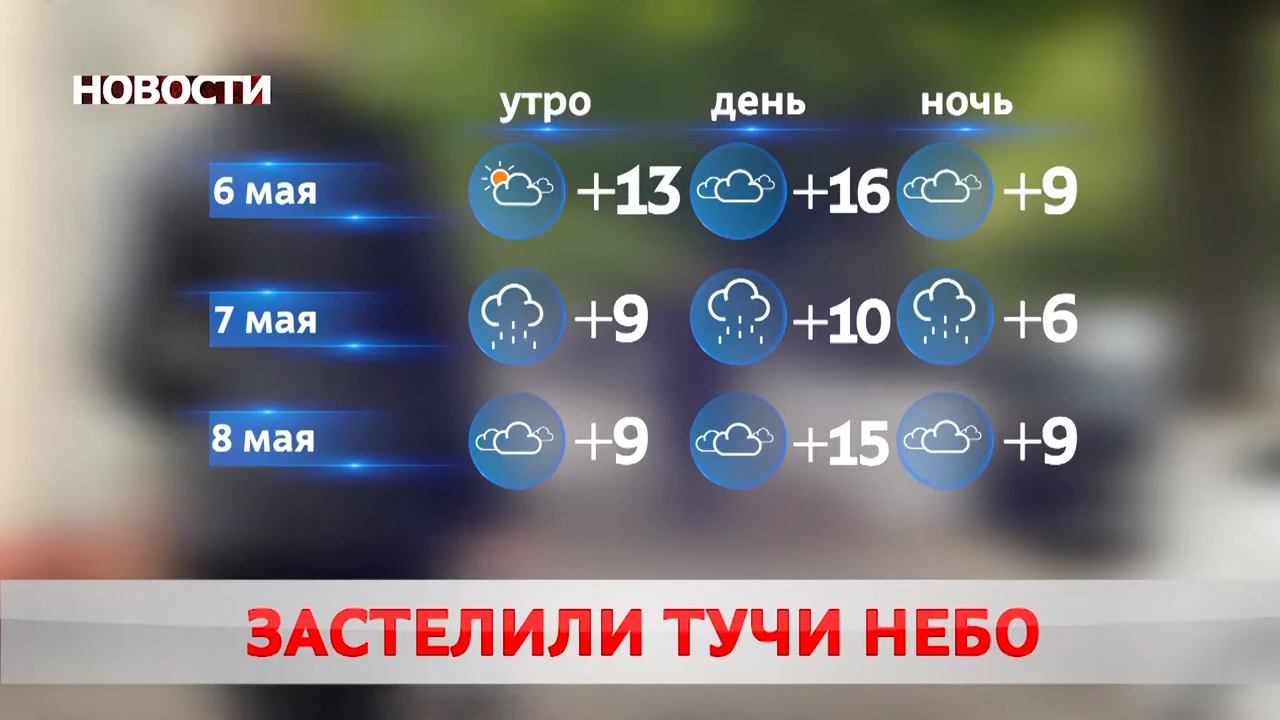 НОВОСТИ
утро день ночь
6 мая +13 +16 +9
7 мая +9 +10 +6
8 мая +9 +15 +9
ЗАСТЕЛИЛИ ТУЧИ НЕБО